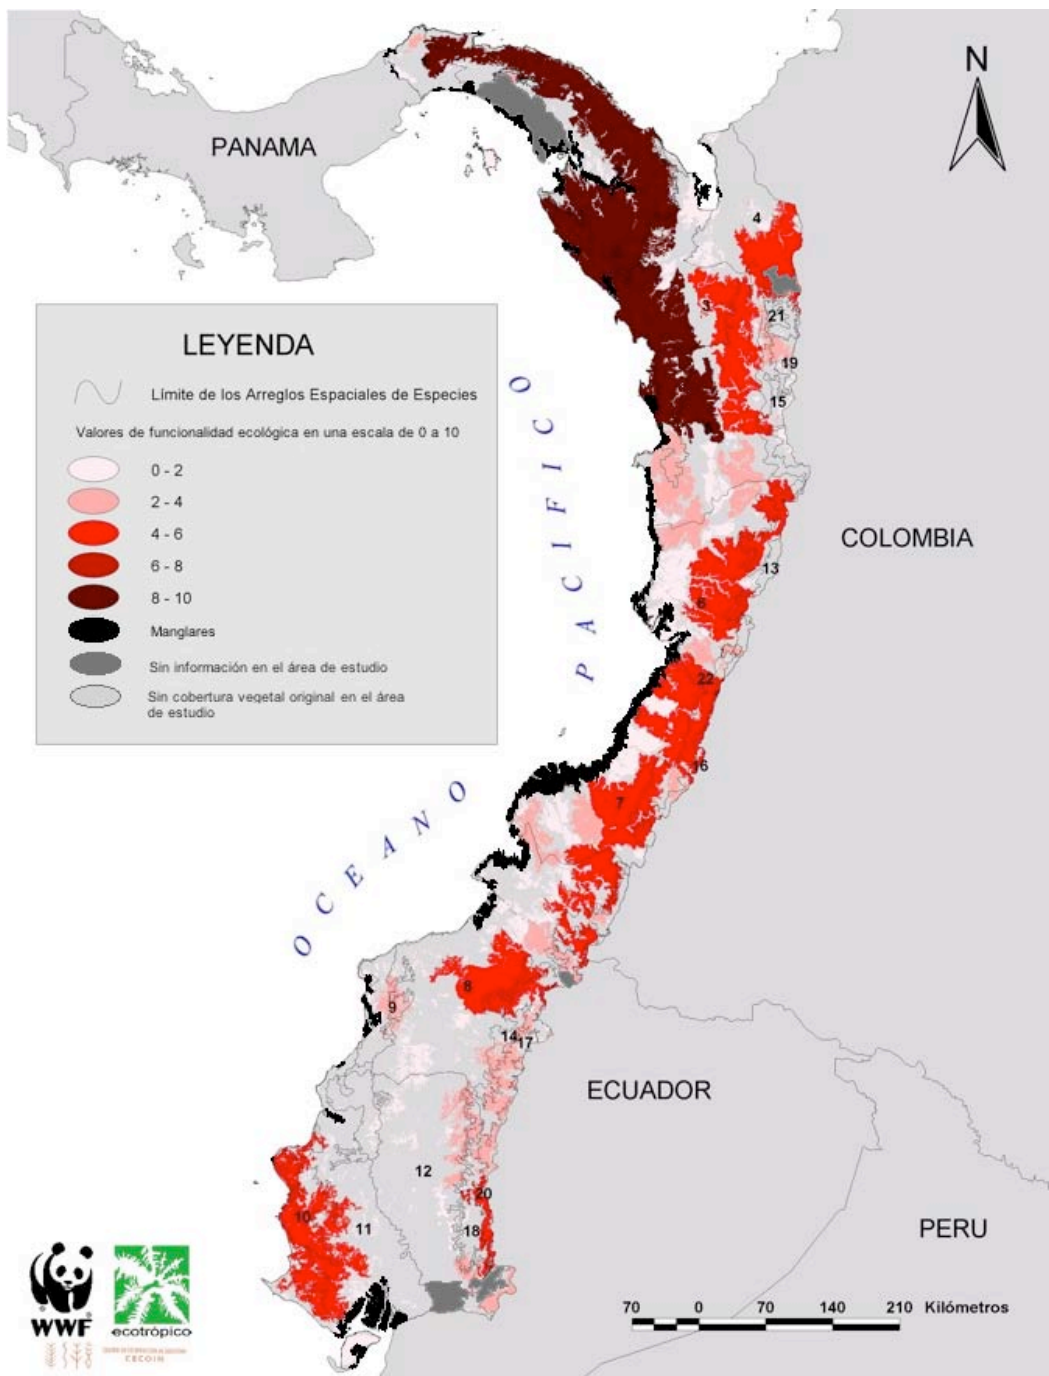 N
PANAMA
4
3
21
19
15
LEYENDA
Límite de los Arreglos Espaciales de Especies
Valores de funcionalidad ecológica en una escala de 0 a 10
0 - 2
2 - 4
4 - 6
6 - 8
8 - 10
Manglares
Sin información en el área de estudio
Sin cobertura vegetal original en el área
de estudio
OCEANO PACIFICO
COLOMBIA
13
6
22
16
7
8
9
14
17
ECUADOR
12
20
18
10
11
PERU
70 0 70 140 210 Kilómetros
WWF
ecotrópico
CECOIN